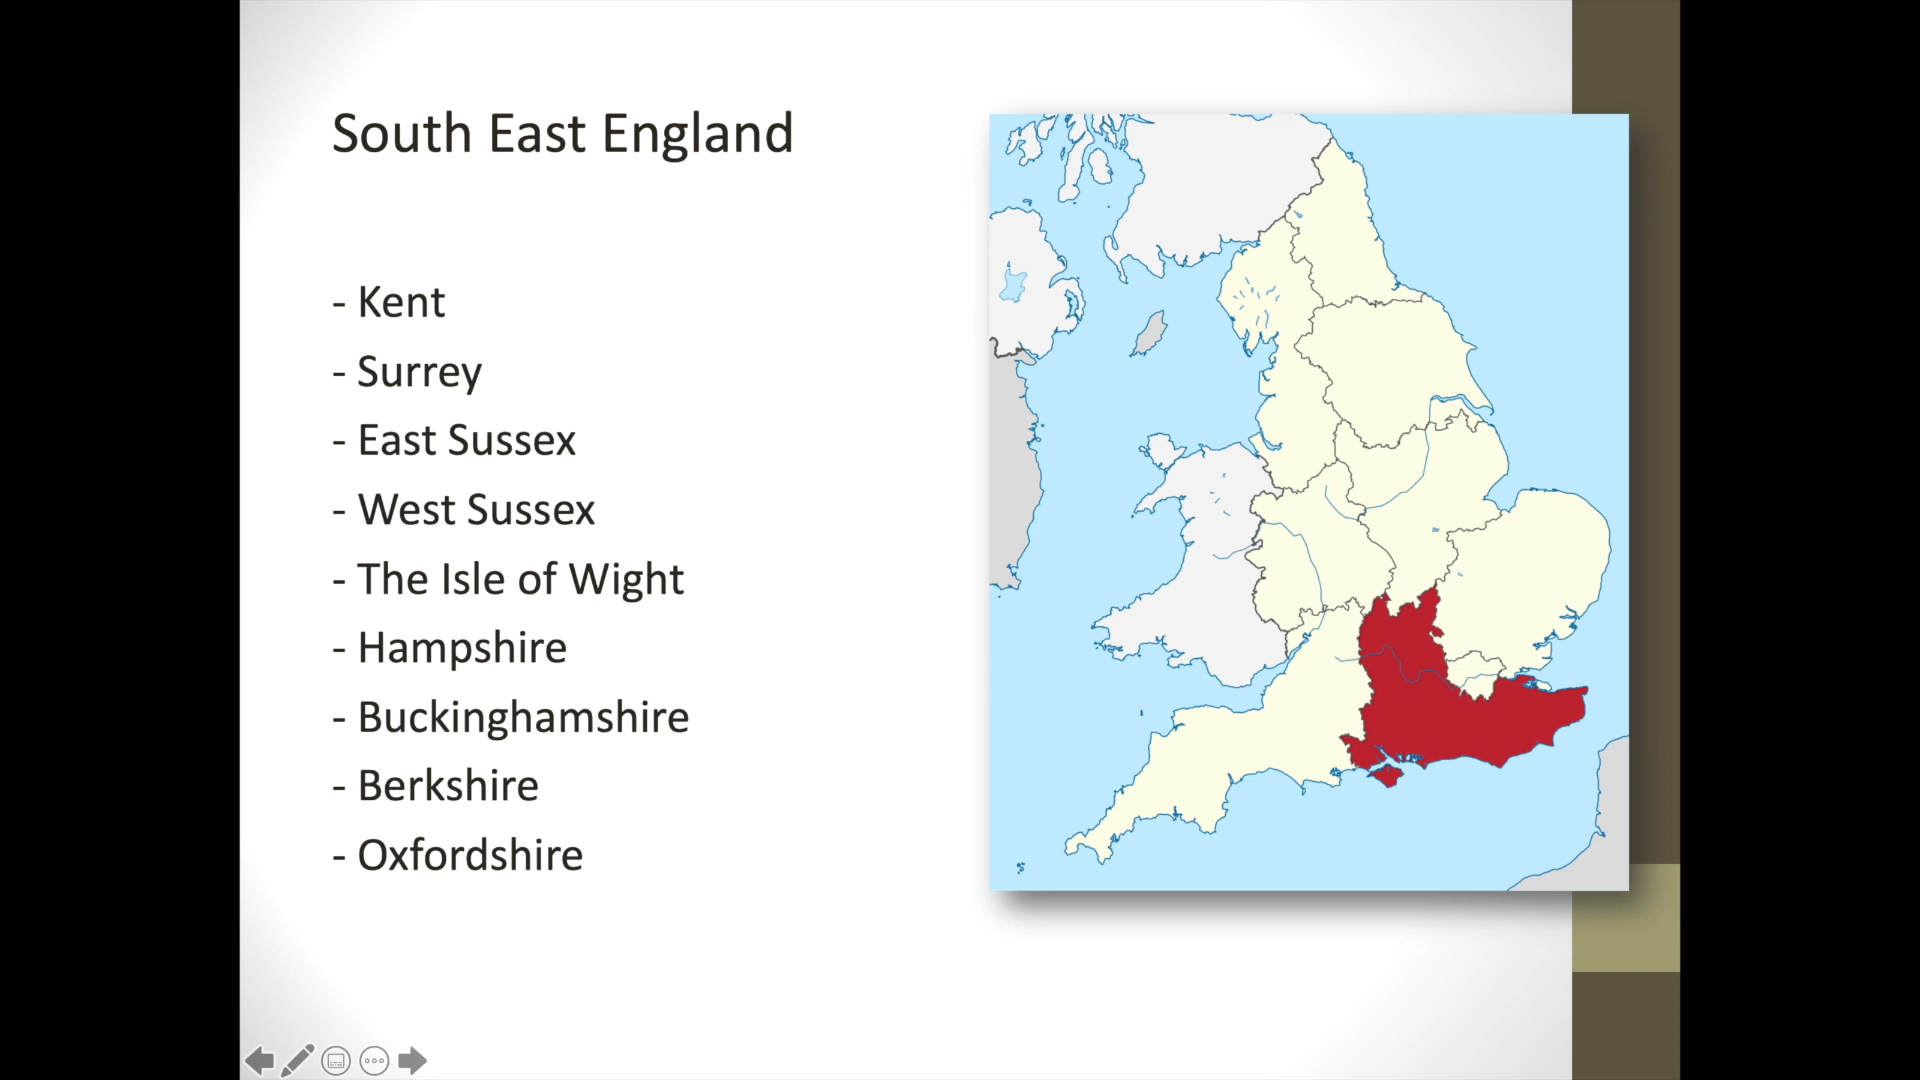 South East England
- Kent
- Surrey
- East Sussex
- West Sussex
- The Isle of Wight
- Hampshire
- Buckinghamshire
- Berkshire
- Oxfordshire